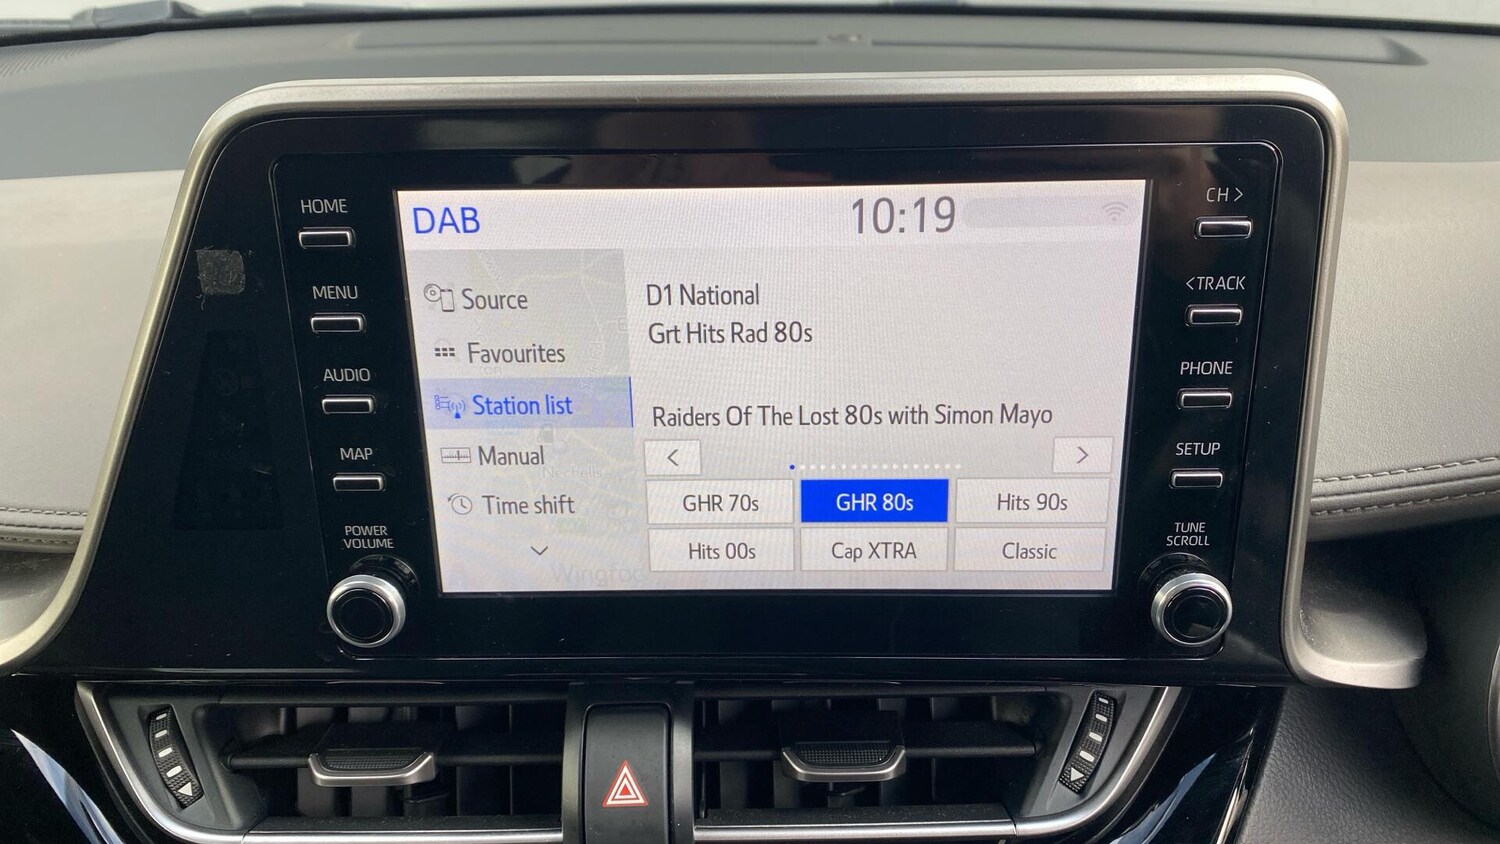 HOME
MENU
AUDIO
MAP
POWER
VOLUME
DAB
10:19
Source
Favourites
Station list
Manual
Time shift
D1 National
Grt Hits Rad 80s
Raiders Of The Lost 80s with Simon Mayo
<
>
GHR 70s
GHR 80s
Hits 90s
Hits 00s
Cap XTRA
Classic
CH >
< TRACK
PHONE
SETUP
TUNE
SCROLL